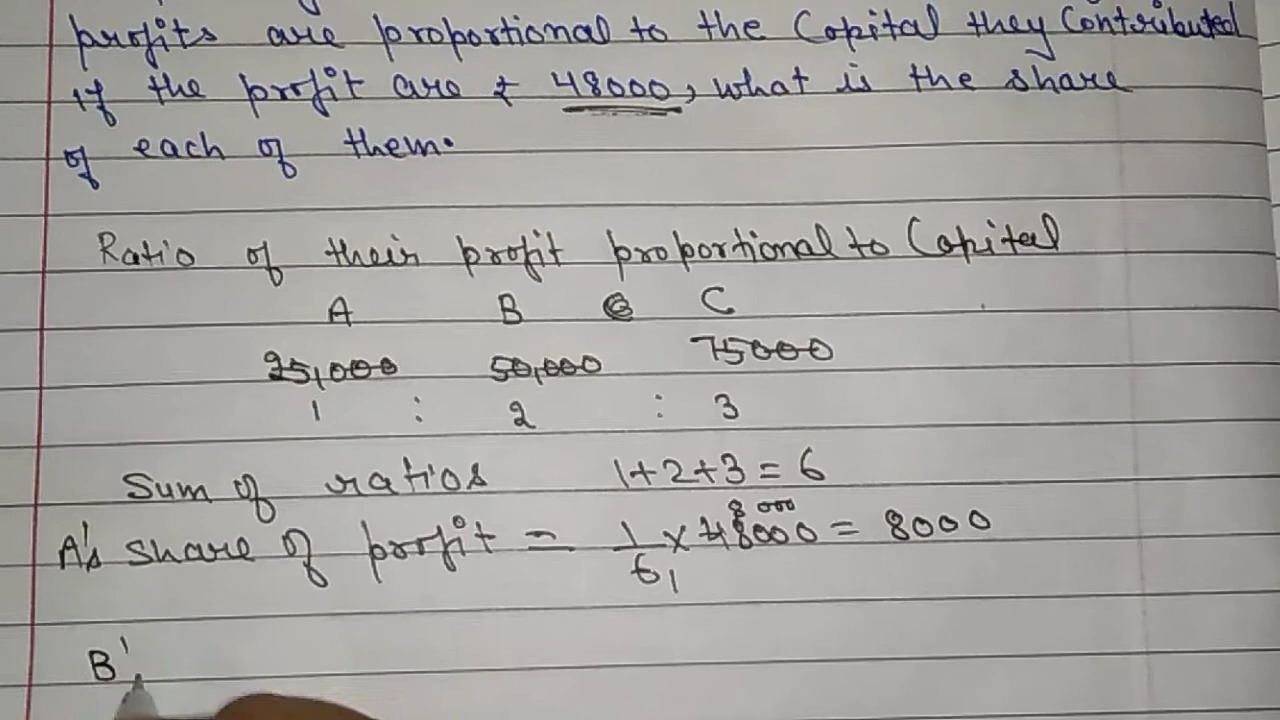 profits are proportional to the Capital they Contributed
if the profit are ₹ 48000, what is the share
of each of them.
Ratio of their profit proportional to Capital
A B C
25,000 50,000 75000
1 : 2 : 3
Sum of ratios 1+2+3=6
8000
A's share of profit = 1/6 × 48000 = 8000
1
B'